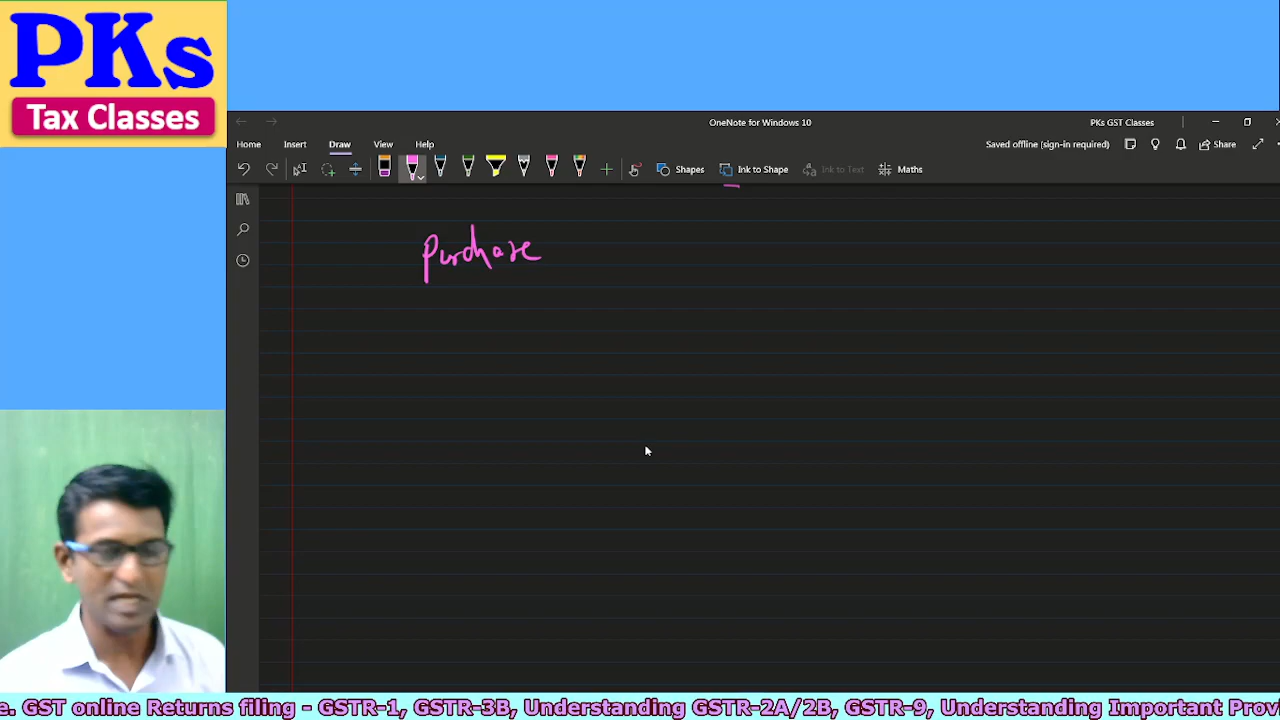 PKs
Tax Classes
OneNote for Windows 10
PKs GST Classes
Home Insert Draw View Help
Saved offline (sign-in required)
Share
Shapes
Ink to Shape
Ink to Text
Maths
Purchase
e. GST online Returns filing - GSTR-1, GSTR-3B, Understanding GSTR-2A/2B, GSTR-9, Understanding Important Prov